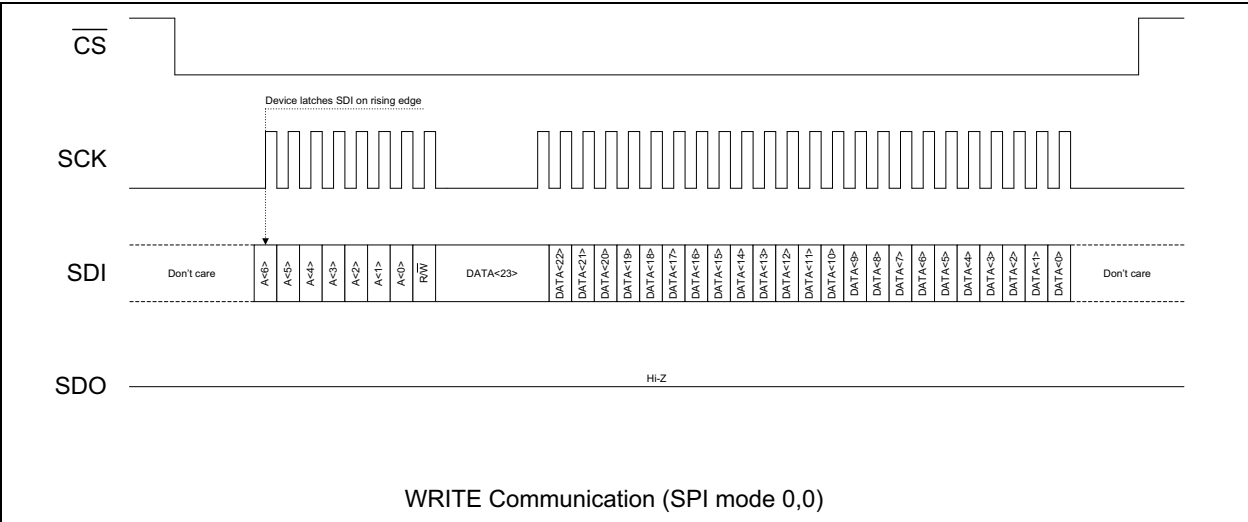 CS
Device latches SDI on rising edge
SCK
SDI
Don't care
A<6>
A<5>
A<4>
A<3>
A<2>
A<1>
A<0>
R/W
DATA<23>
DATA<22>
DATA<21>
DATA<20>
DATA<19>
DATA<18>
DATA<17>
DATA<16>
DATA<15>
DATA<14>
DATA<13>
DATA<12>
DATA<11>
DATA<10>
DATA<9>
DATA<8>
DATA<7>
DATA<6>
DATA<5>
DATA<4>
DATA<3>
DATA<2>
DATA<1>
DATA<0>
Don't care
SDO
Hi-Z
WRITE Communication (SPI mode 0,0)